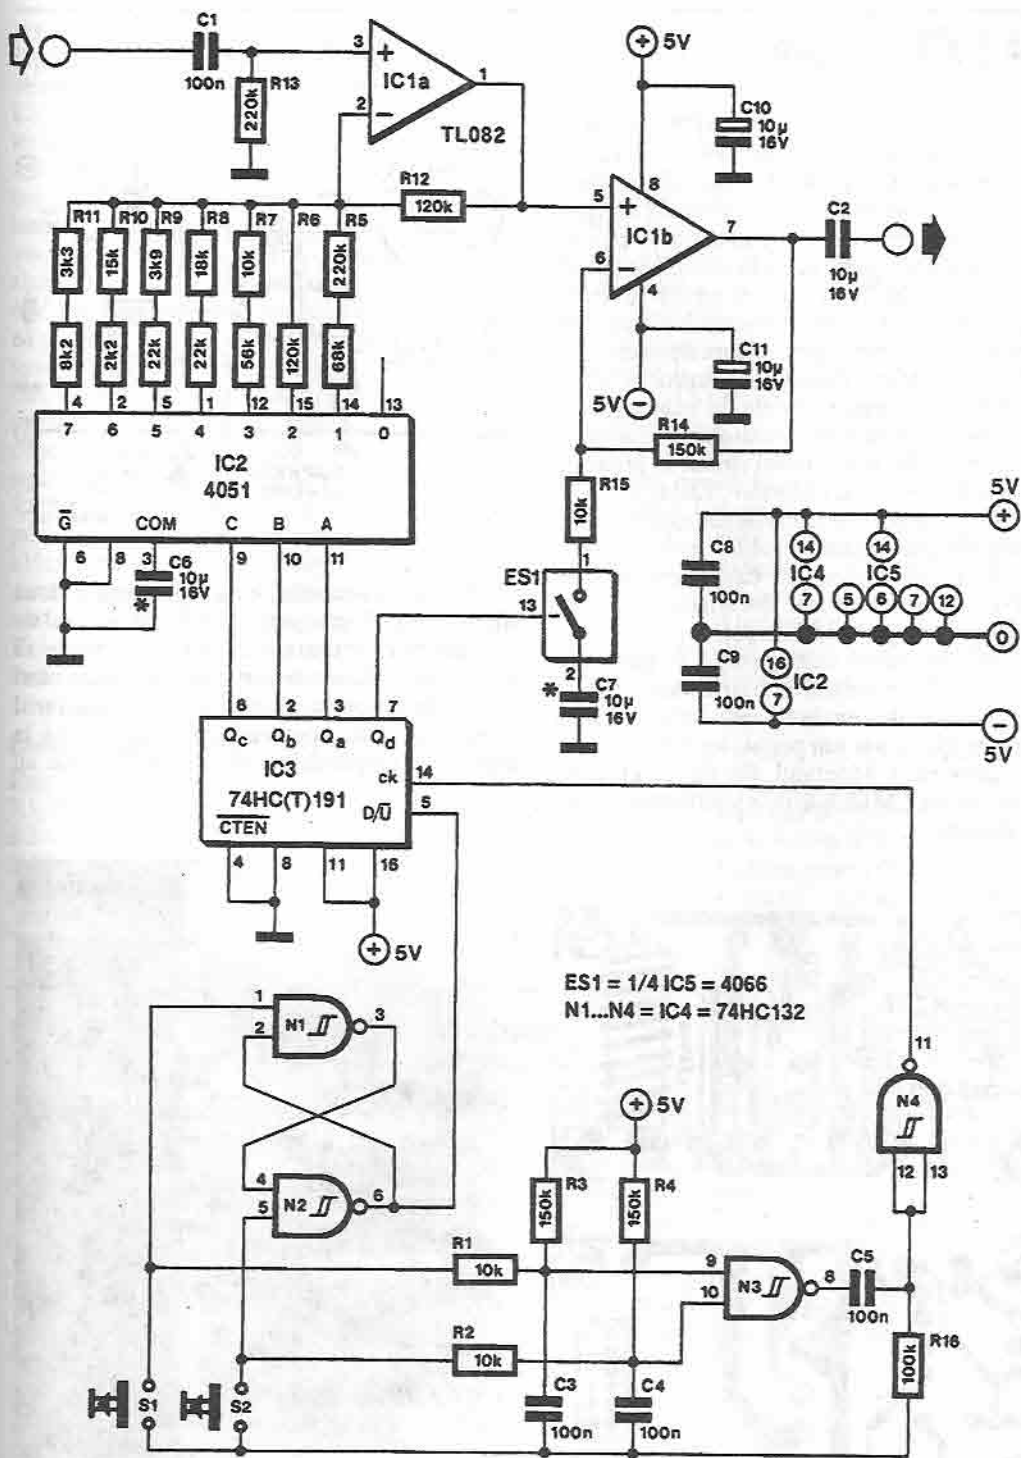 C1
100n
R13
220k
3
+
2
−
IC1a
1
TL082
+ 5V
C10
10µ
16V
R12
120k
5
+
8
6
−
IC1b
4
7
C2
10µ
16V
C11
10µ
16V
5V −
R11 R10 R9 R8 R7 R6 R5
3k3 15k 3k9 18k 10k 220k
8k2 2k2 22k 22k 56k 120k 68k
4 2 5 1 12 15 14 13
7 6 5 4 3 2 1 0
IC2
4051
G COM C B A
6 8 3 9 10 11
C6
10µ
16V
*
R14
150k
R15
10k
ES1
1
13
2
* C7
10µ
16V
5V
+
C8
100n
14 14
IC4 IC5
7 5 6 7 12
0
C9
100n
16
IC2
7
−
5V
6 2 3 7
Qc Qb Qa Qd
IC3
74HC(T)191
ck 14
D/U 5
CTEN
4 8 11 16
+ 5V
ES1 = 1/4 IC5 = 4066
N1...N4 = IC4 = 74HC132
1
2
N1
3
4
5
N2
6
11
N4
12 13
+ 5V
R3
150k
R4
150k
R1
10k
9
10
N3
8
C5
100n
R2
10k
R16
100k
S1
S2
C3
100n
C4
100n